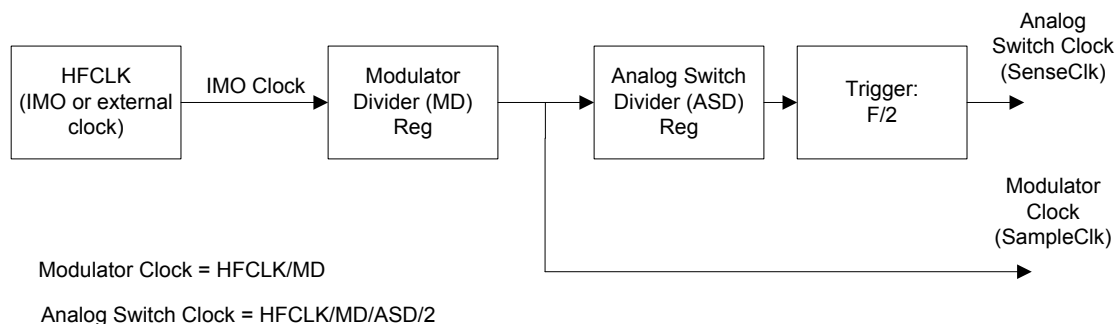 HFCLK
(IMO or external
clock)
IMO Clock
Modulator
Divider (MD)
Reg
Analog Switch
Divider (ASD)
Reg
Trigger:
F/2
Analog
Switch Clock
(SenseClk)
Modulator
Clock
(SampleClk)
Modulator Clock = HFCLK/MD
Analog Switch Clock = HFCLK/MD/ASD/2